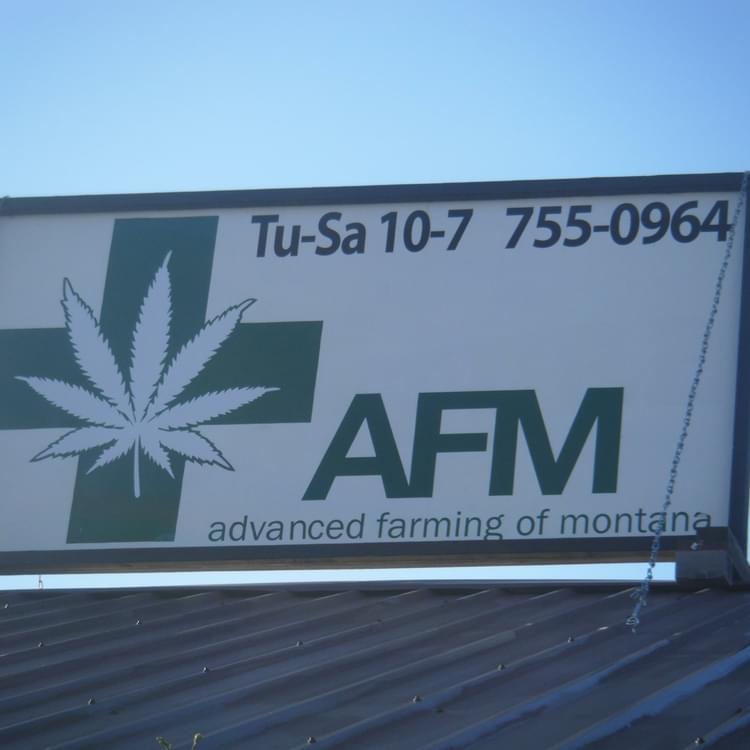 Tu-Sa 10-7 755-0964
AFM
advanced farming of montana